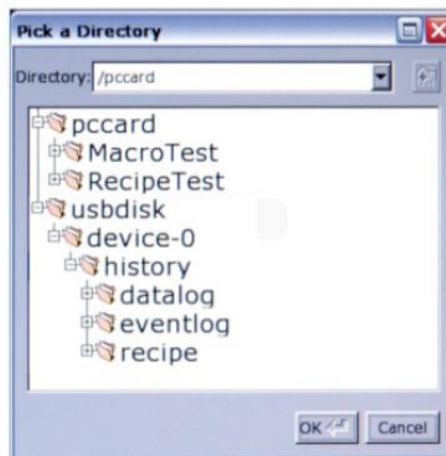 Pick a Directory
Directory: /pccard
pccard
MacroTest
RecipeTest
usbdisk
device-0
history
datalog
eventlog
recipe
OK Cancel